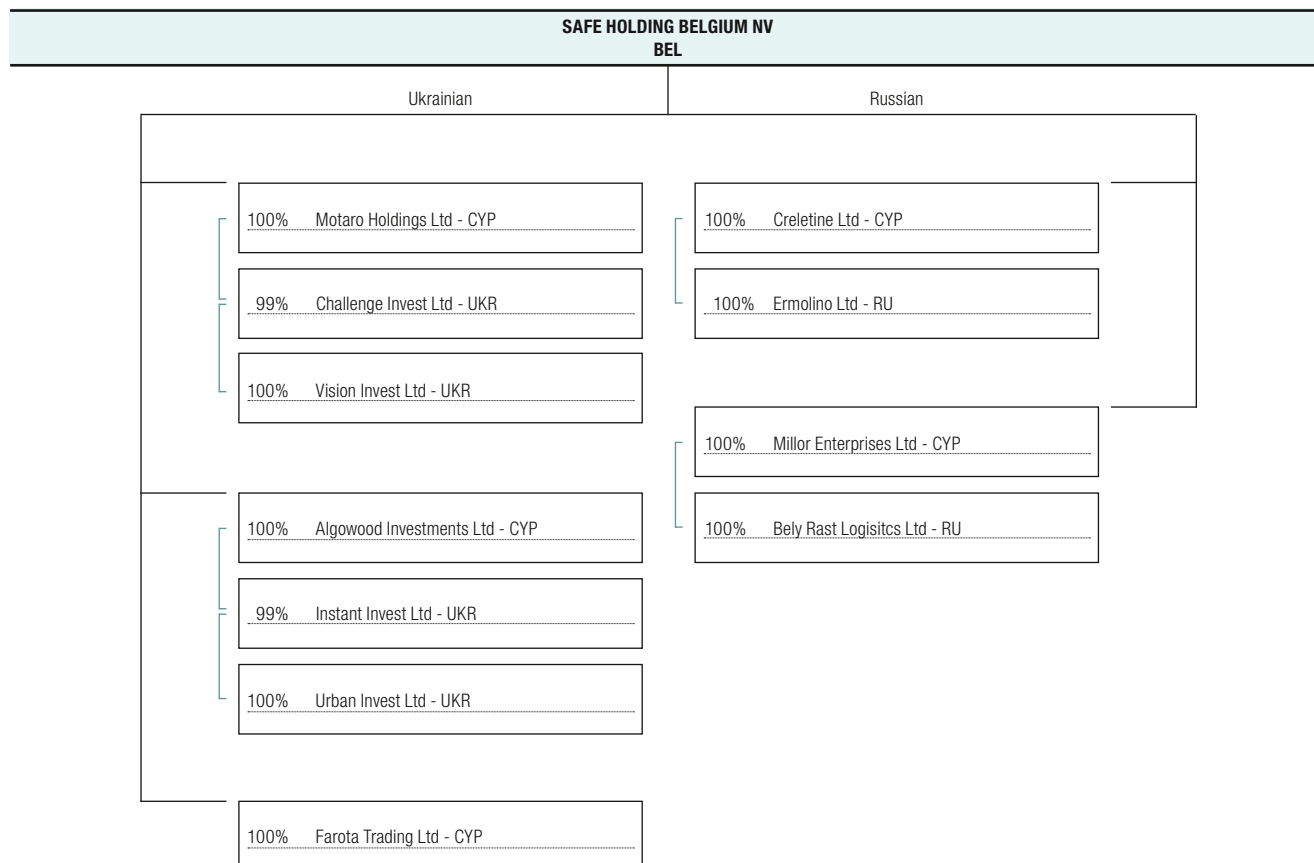 SAFE HOLDING BELGIUM NV
BEL
Ukrainian
Russian
100% Motaro Holdings Ltd - CYP
99% Challenge Invest Ltd - UKR
100% Vision Invest Ltd - UKR
100% Algowood Investments Ltd - CYP
99% Instant Invest Ltd - UKR
100% Urban Invest Ltd - UKR
100% Farota Trading Ltd - CYP
100% Creletine Ltd - CYP
100% Ermolino Ltd - RU
100% Millor Enterprises Ltd - CYP
100% Bely Rast Logisitcs Ltd - RU